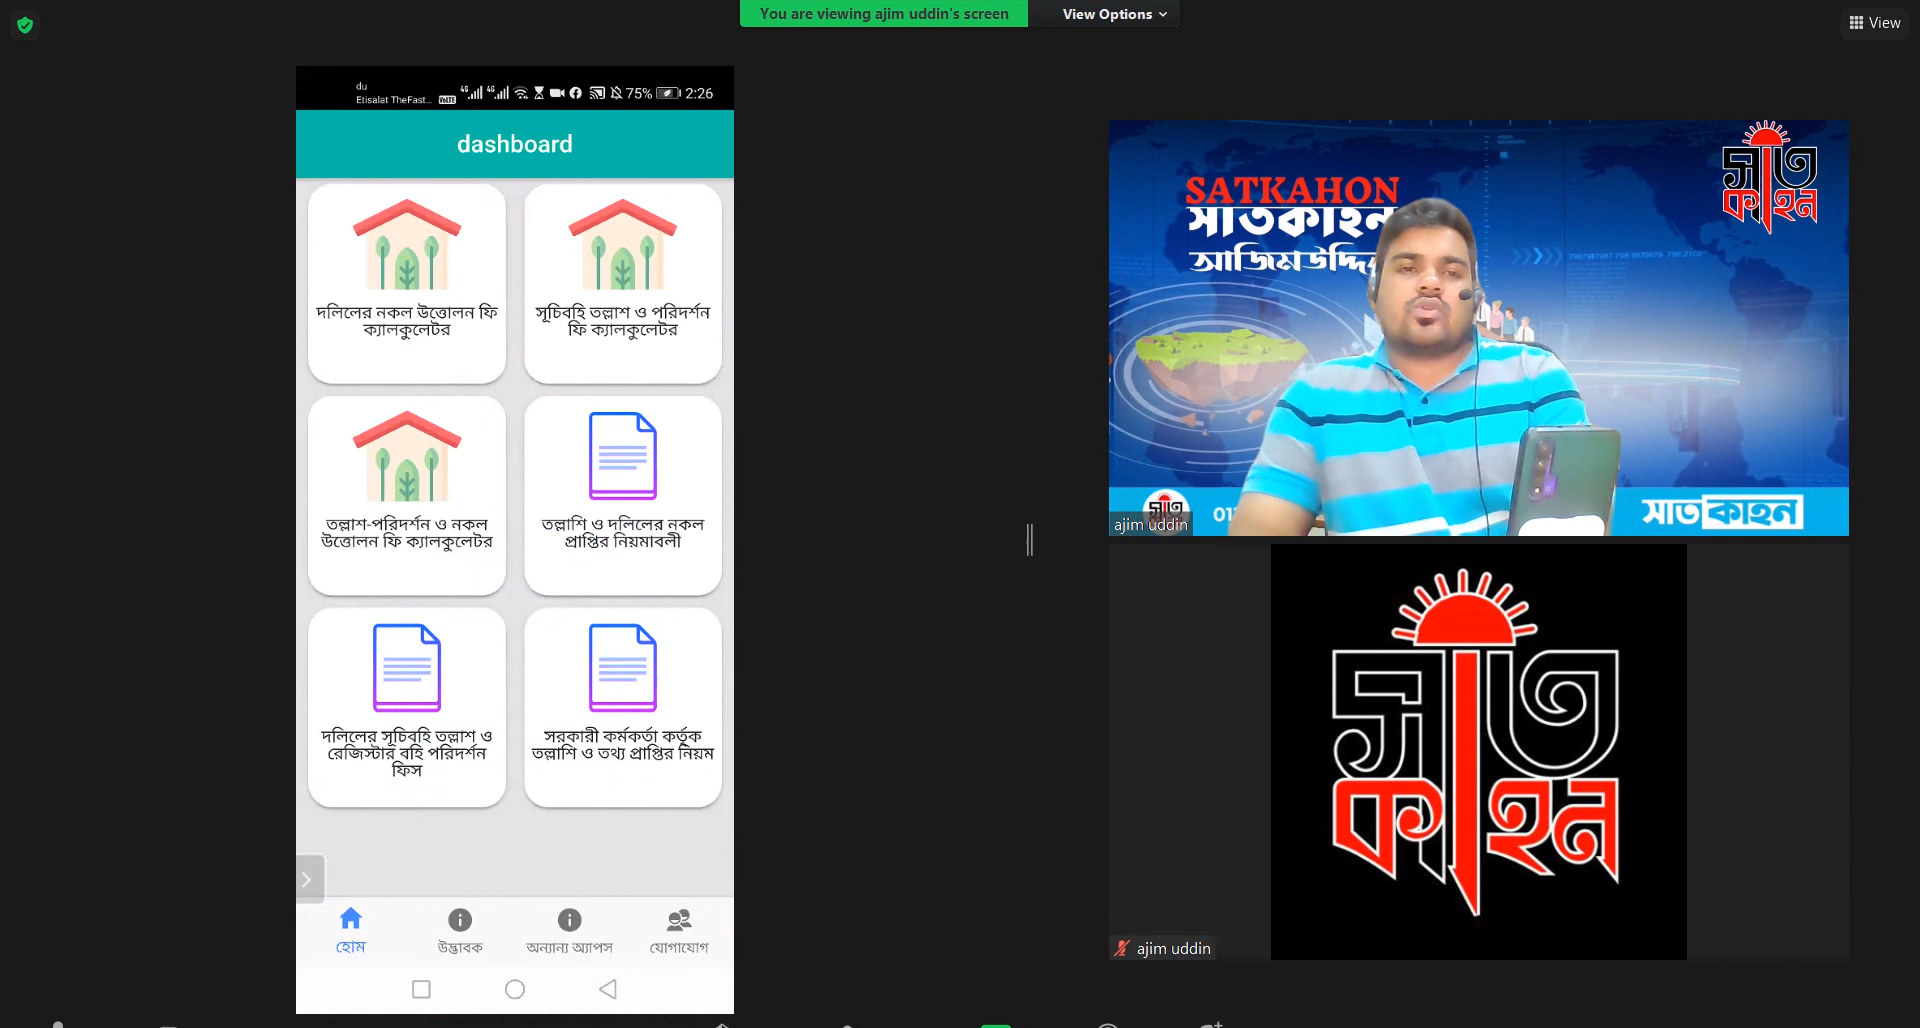 You are viewing ajim uddin's screen
View Options
View
du
Etisalat TheFast...
75%
2:26
dashboard
দলিলের নকল উত্তোলন ফি
ক্যালকুলেটর
সূচিবহি তল্লাশ ও পরিদর্শন
ফি ক্যালকুলেটর
তল্লাশ-পরিদর্শন ও নকল
উত্তোলন ফি ক্যালকুলেটর
তল্লাশি ও দলিলের নকল
প্রাপ্তির নিয়মাবলী
দলিলের সূচিবহি তল্লাশ ও
রেজিস্টার বহি পরিদর্শন
ফিস
সরকারী কর্মকর্তা কর্তৃক
তল্লাশি ও তথ্য প্রাপ্তির নিয়ম
হোম
উদ্ভাবক
অন্যান্য অ্যাপস
যোগাযোগ
SATKAHON
সাতকাহন
সাত
কাহন
সাতকাহন
ajim uddin
সাত
কাহন
ajim uddin